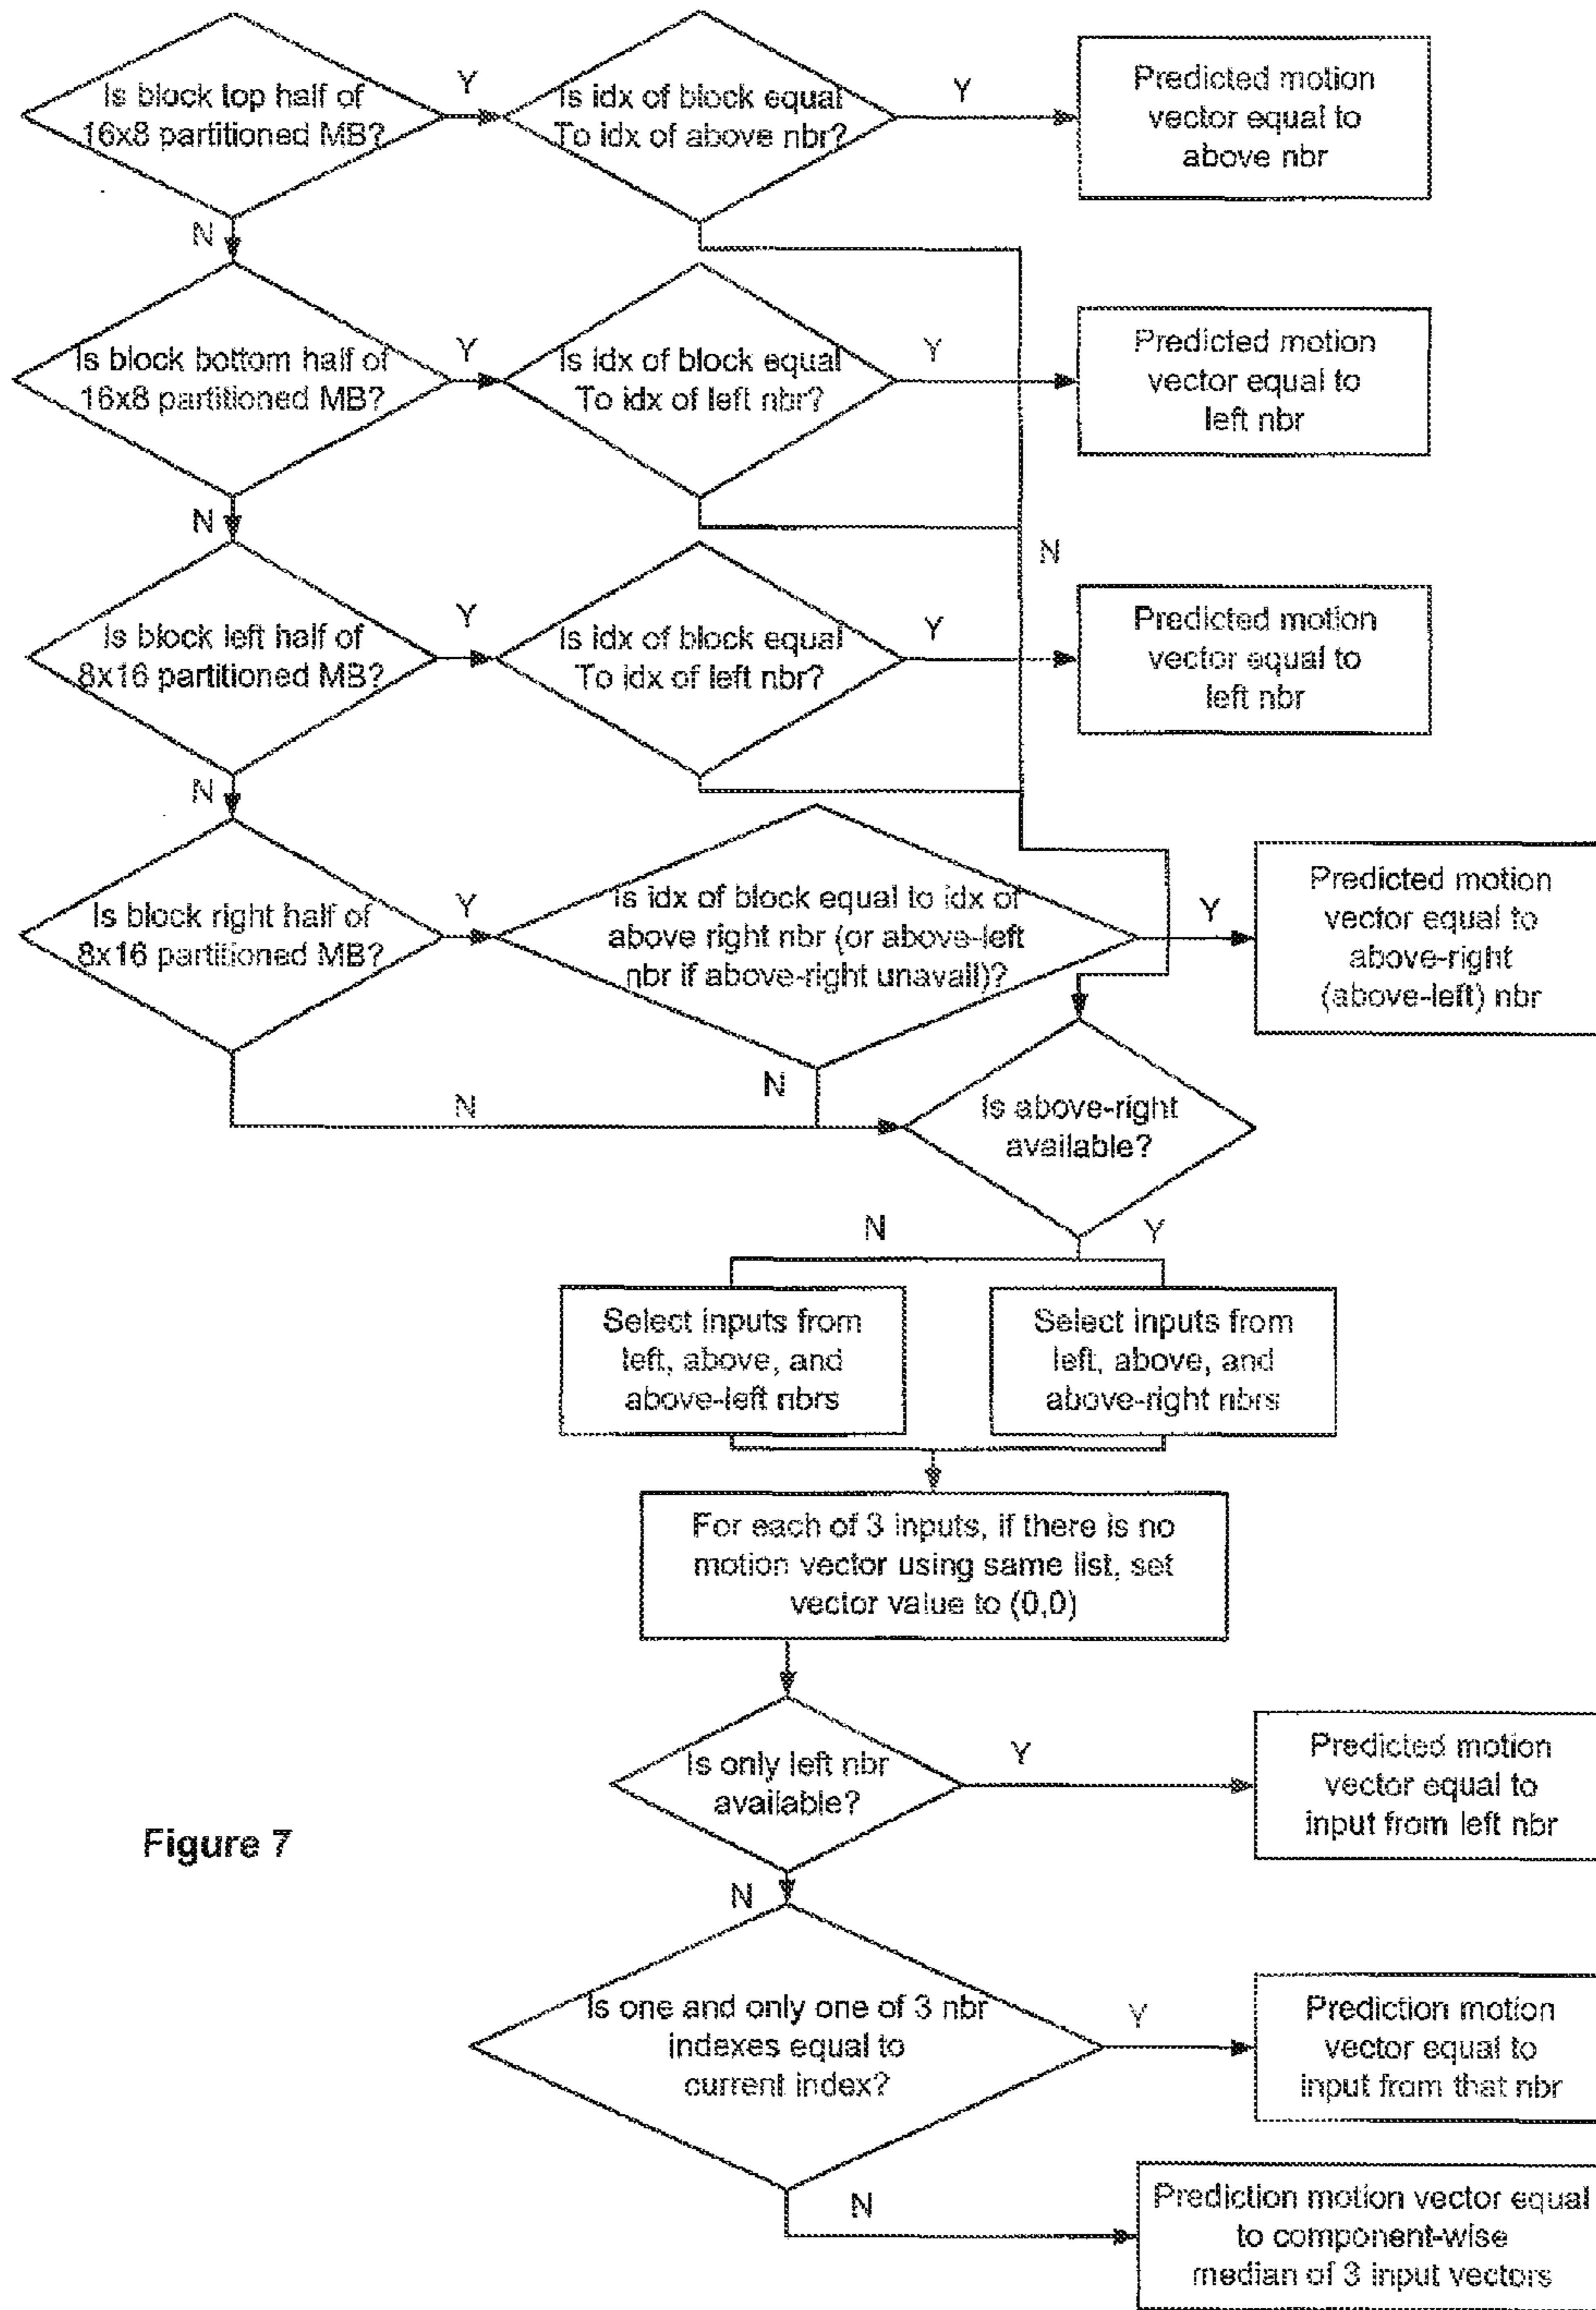 Is block top half of
16x8 partitioned MB?
Y
Is idx of block equal
To idx of above nbr?
Y
Predicted motion
vector equal to
above nbr
N
Is block bottom half of
16x8 partitioned MB?
Y
Is idx of block equal
To idx of left nbr?
Y
Predicted motion
vector equal to
left nbr
N
N
Is block left half of
8x16 partitioned MB?
Y
Is idx of block equal
To idx of left nbr?
Y
Predicted motion
vector equal to
left nbr
N
Is block right half of
8x16 partitioned MB?
Y
Is idx of block equal to idx of
above right nbr (or above-left
nbr if above-right unavail)?
Y
Predicted motion
vector equal to
above-right
(above-left) nbr
N
N
Is above-right
available?
N
Y
Select inputs from
left, above, and
above-left nbrs
Select inputs from
left, above, and
above-right nbrs
For each of 3 inputs, if there is no
motion vector using same list, set
vector value to (0,0)
Is only left nbr
available?
Y
Predicted motion
vector equal to
input from left nbr
Figure 7
N
Is one and only one of 3 nbr
indexes equal to
current index?
Y
Prediction motion
vector equal to
input from that nbr
N
Prediction motion vector equal
to component-wise
median of 3 input vectors